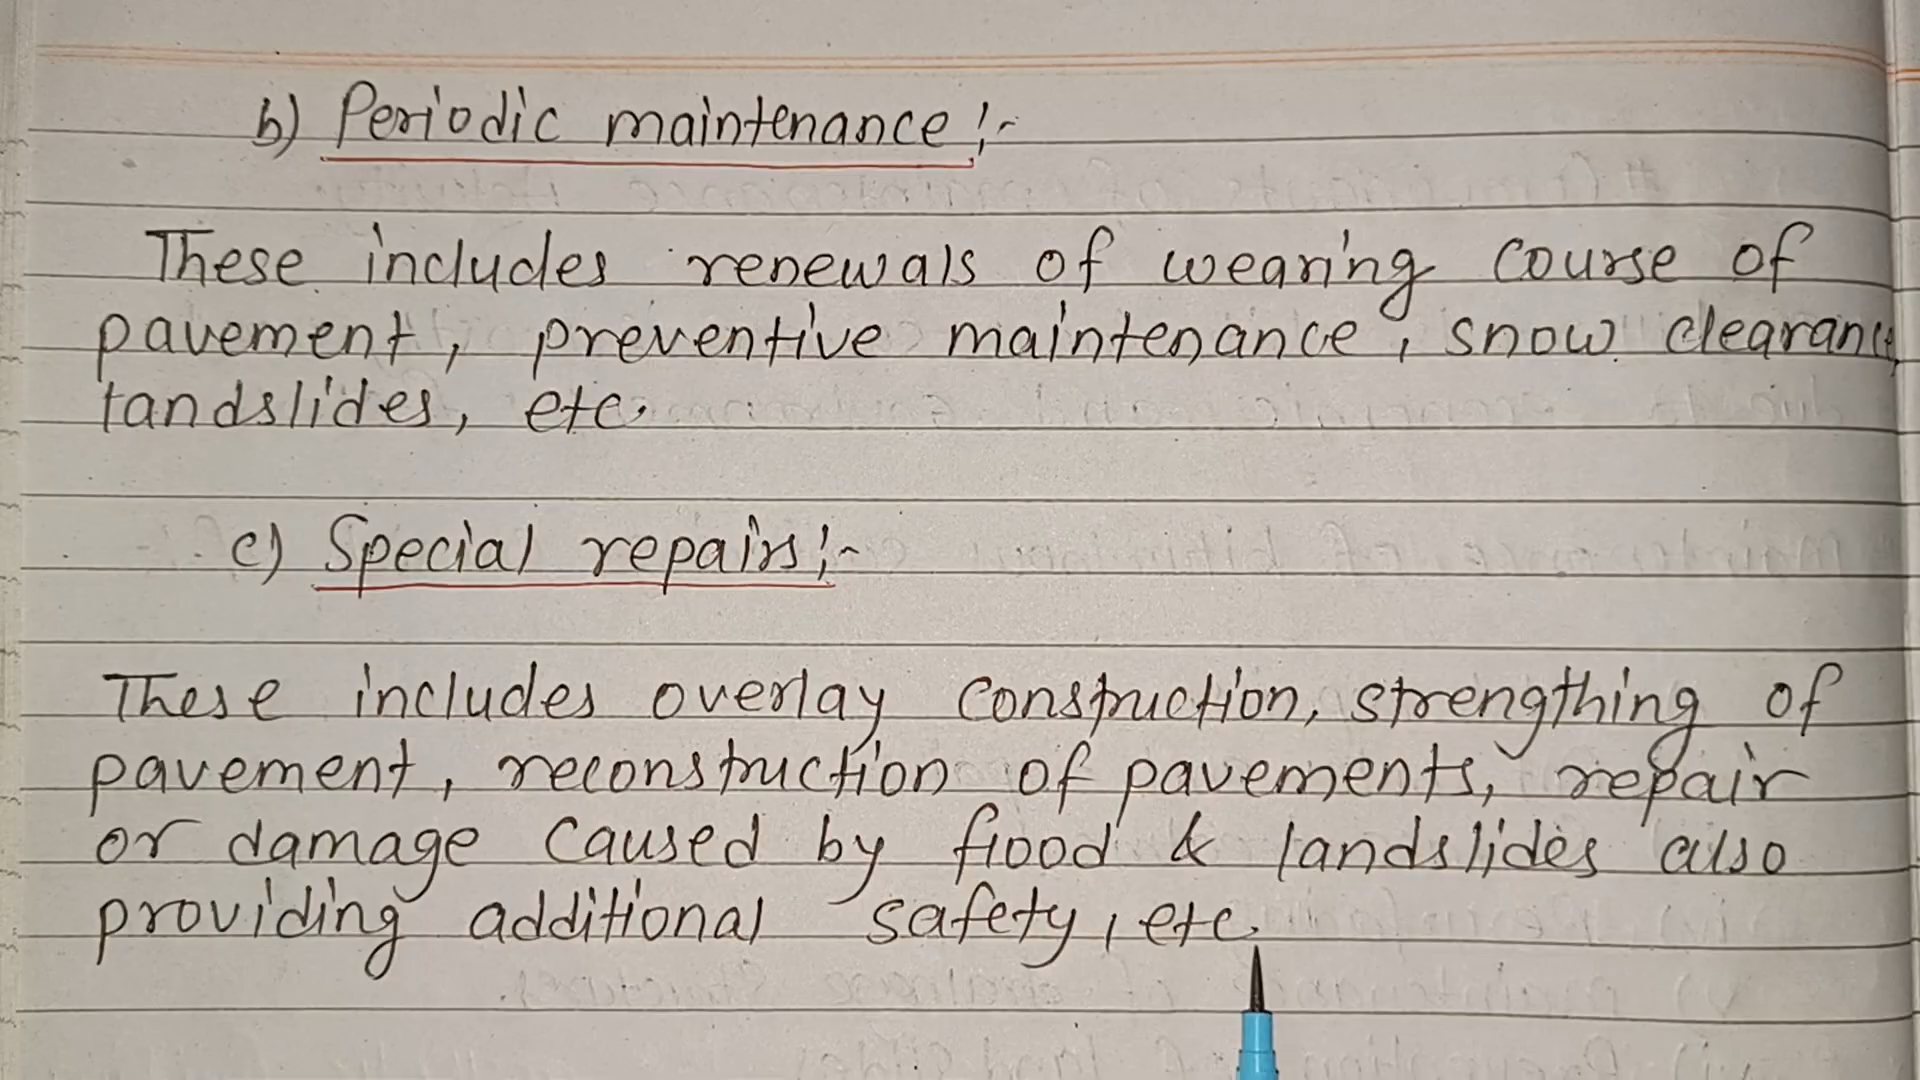 b) Periodic maintenance :-
These includes renewals of wearing course of
pavement, preventive maintenance, snow clearance
landslides, etc.
c) Special repairs :-
These includes overlay construction, strengthing of
pavement, reconstruction of pavements, repair
or damage caused by flood & landslides also
providing additional safety, etc.